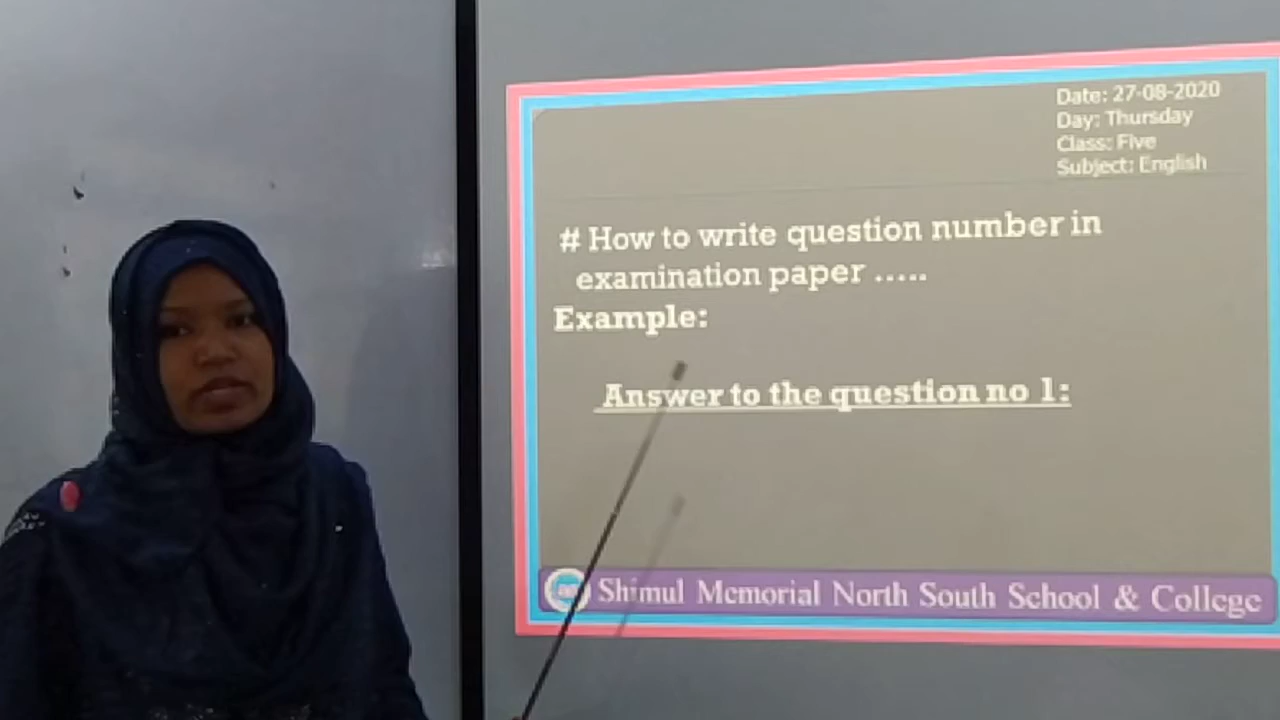 Date: 27-08-2020
Day: Thursday
Class: Five
Subject: English
# How to write question number in
examination paper .....
Example:
Answer to the question no 1:
Shimul Memorial North South School & College